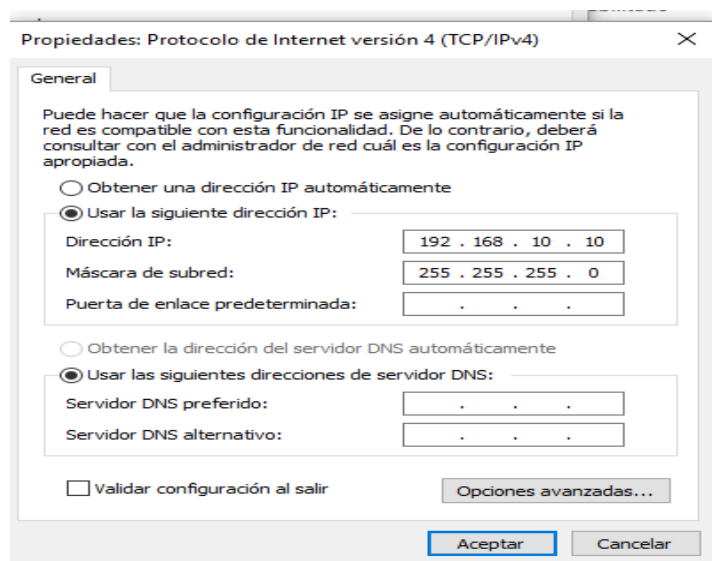 Propiedades: Protocolo de Internet versión 4 (TCP/IPv4)
General
Puede hacer que la configuración IP se asigne automáticamente si la
red es compatible con esta funcionalidad. De lo contrario, deberá
consultar con el administrador de red cuál es la configuración IP
apropiada.
Obtener una dirección IP automáticamente
Usar la siguiente dirección IP:
Dirección IP: 192 . 168 . 10 . 10
Máscara de subred: 255 . 255 . 255 . 0
Puerta de enlace predeterminada: . . .
Obtener la dirección del servidor DNS automáticamente
Usar las siguientes direcciones de servidor DNS:
Servidor DNS preferido: . . .
Servidor DNS alternativo: . . .
Validar configuración al salir Opciones avanzadas...
Aceptar Cancelar